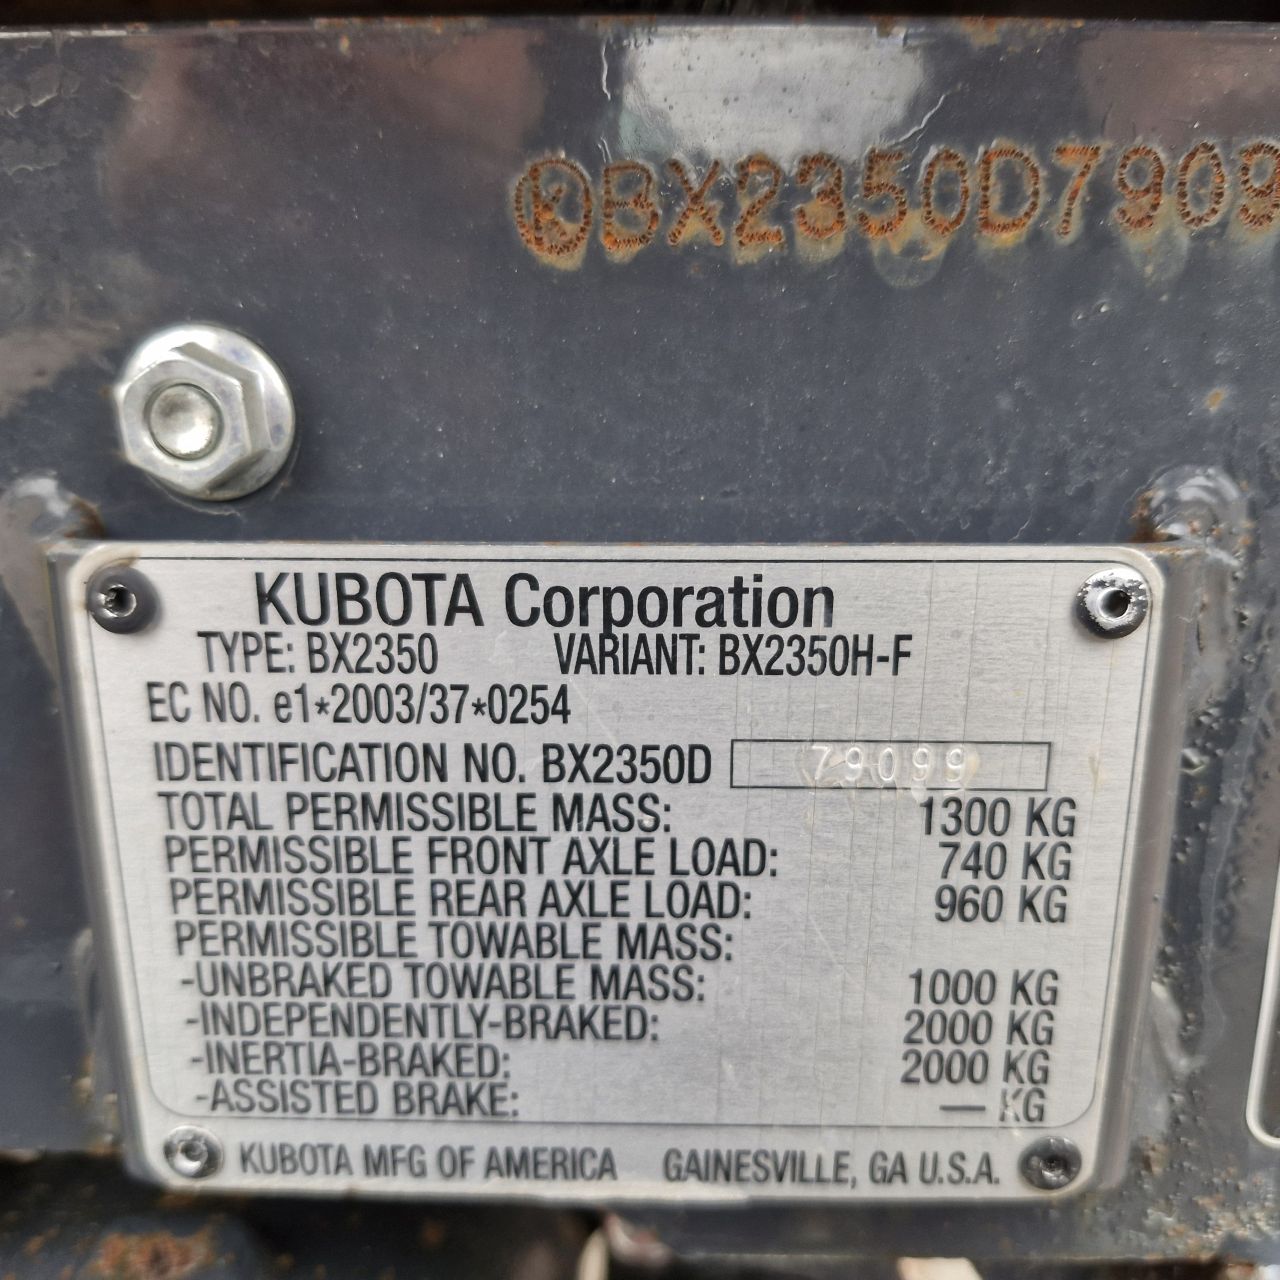 ⓀBX2350D7909
KUBOTA Corporation
TYPE: BX2350 VARIANT: BX2350H-F
EC NO. e1*2003/37*0254
IDENTIFICATION NO. BX2350D 79099
TOTAL PERMISSIBLE MASS: 1300 KG
PERMISSIBLE FRONT AXLE LOAD: 740 KG
PERMISSIBLE REAR AXLE LOAD: 960 KG
PERMISSIBLE TOWABLE MASS:
-UNBRAKED TOWABLE MASS: 1000 KG
-INDEPENDENTLY-BRAKED: 2000 KG
-INERTIA-BRAKED: 2000 KG
-ASSISTED BRAKE: — KG
KUBOTA MFG OF AMERICA GAINESVILLE, GA U.S.A.